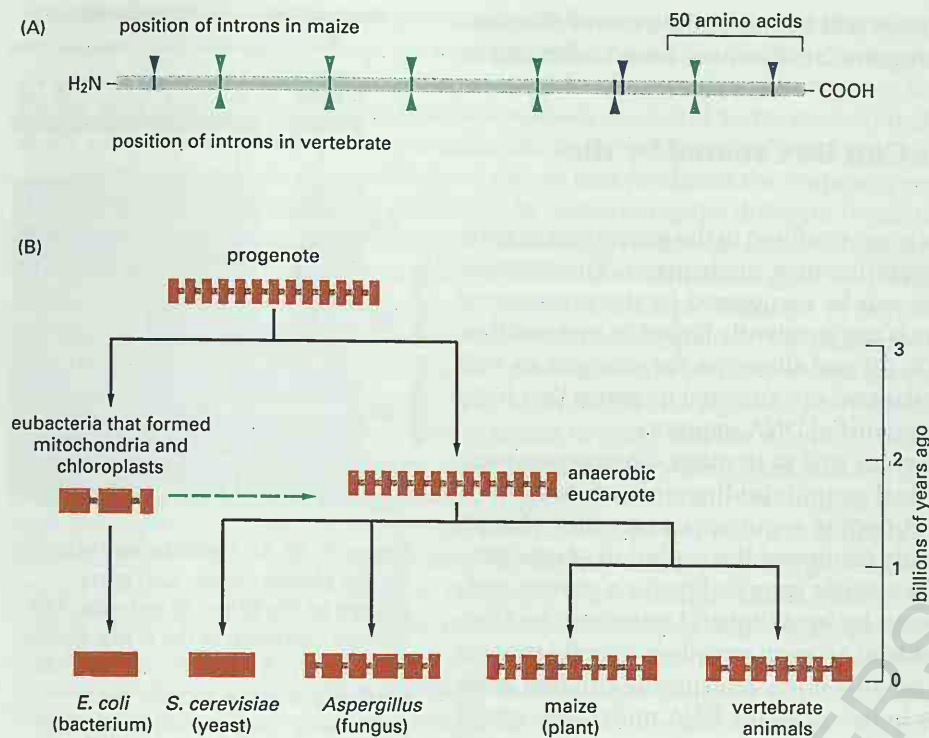 (A)
position of introns in maize
50 amino acids
H₂N
COOH
position of introns in vertebrate
(B)
progenote
3
eubacteria that formed
mitochondria and
chloroplasts
2
anaerobic
eucaryote
1
billions of years ago
0
E. coli
(bacterium)
S. cerevisiae
(yeast)
Aspergillus
(fungus)
maize
(plant)
vertebrate
animals